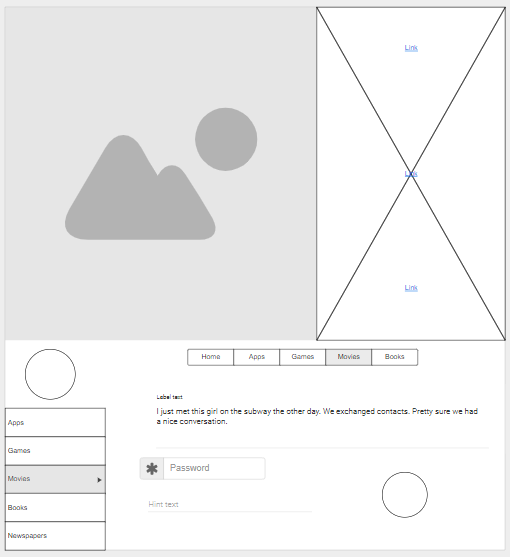 Link
Link
Link
Home Apps Games Movies Books
Label text
I just met this girl on the subway the other day. We exchanged contacts. Pretty sure we had
a nice conversation.
Apps
Games
Movies
Books
Newspapers
Password
Hint text